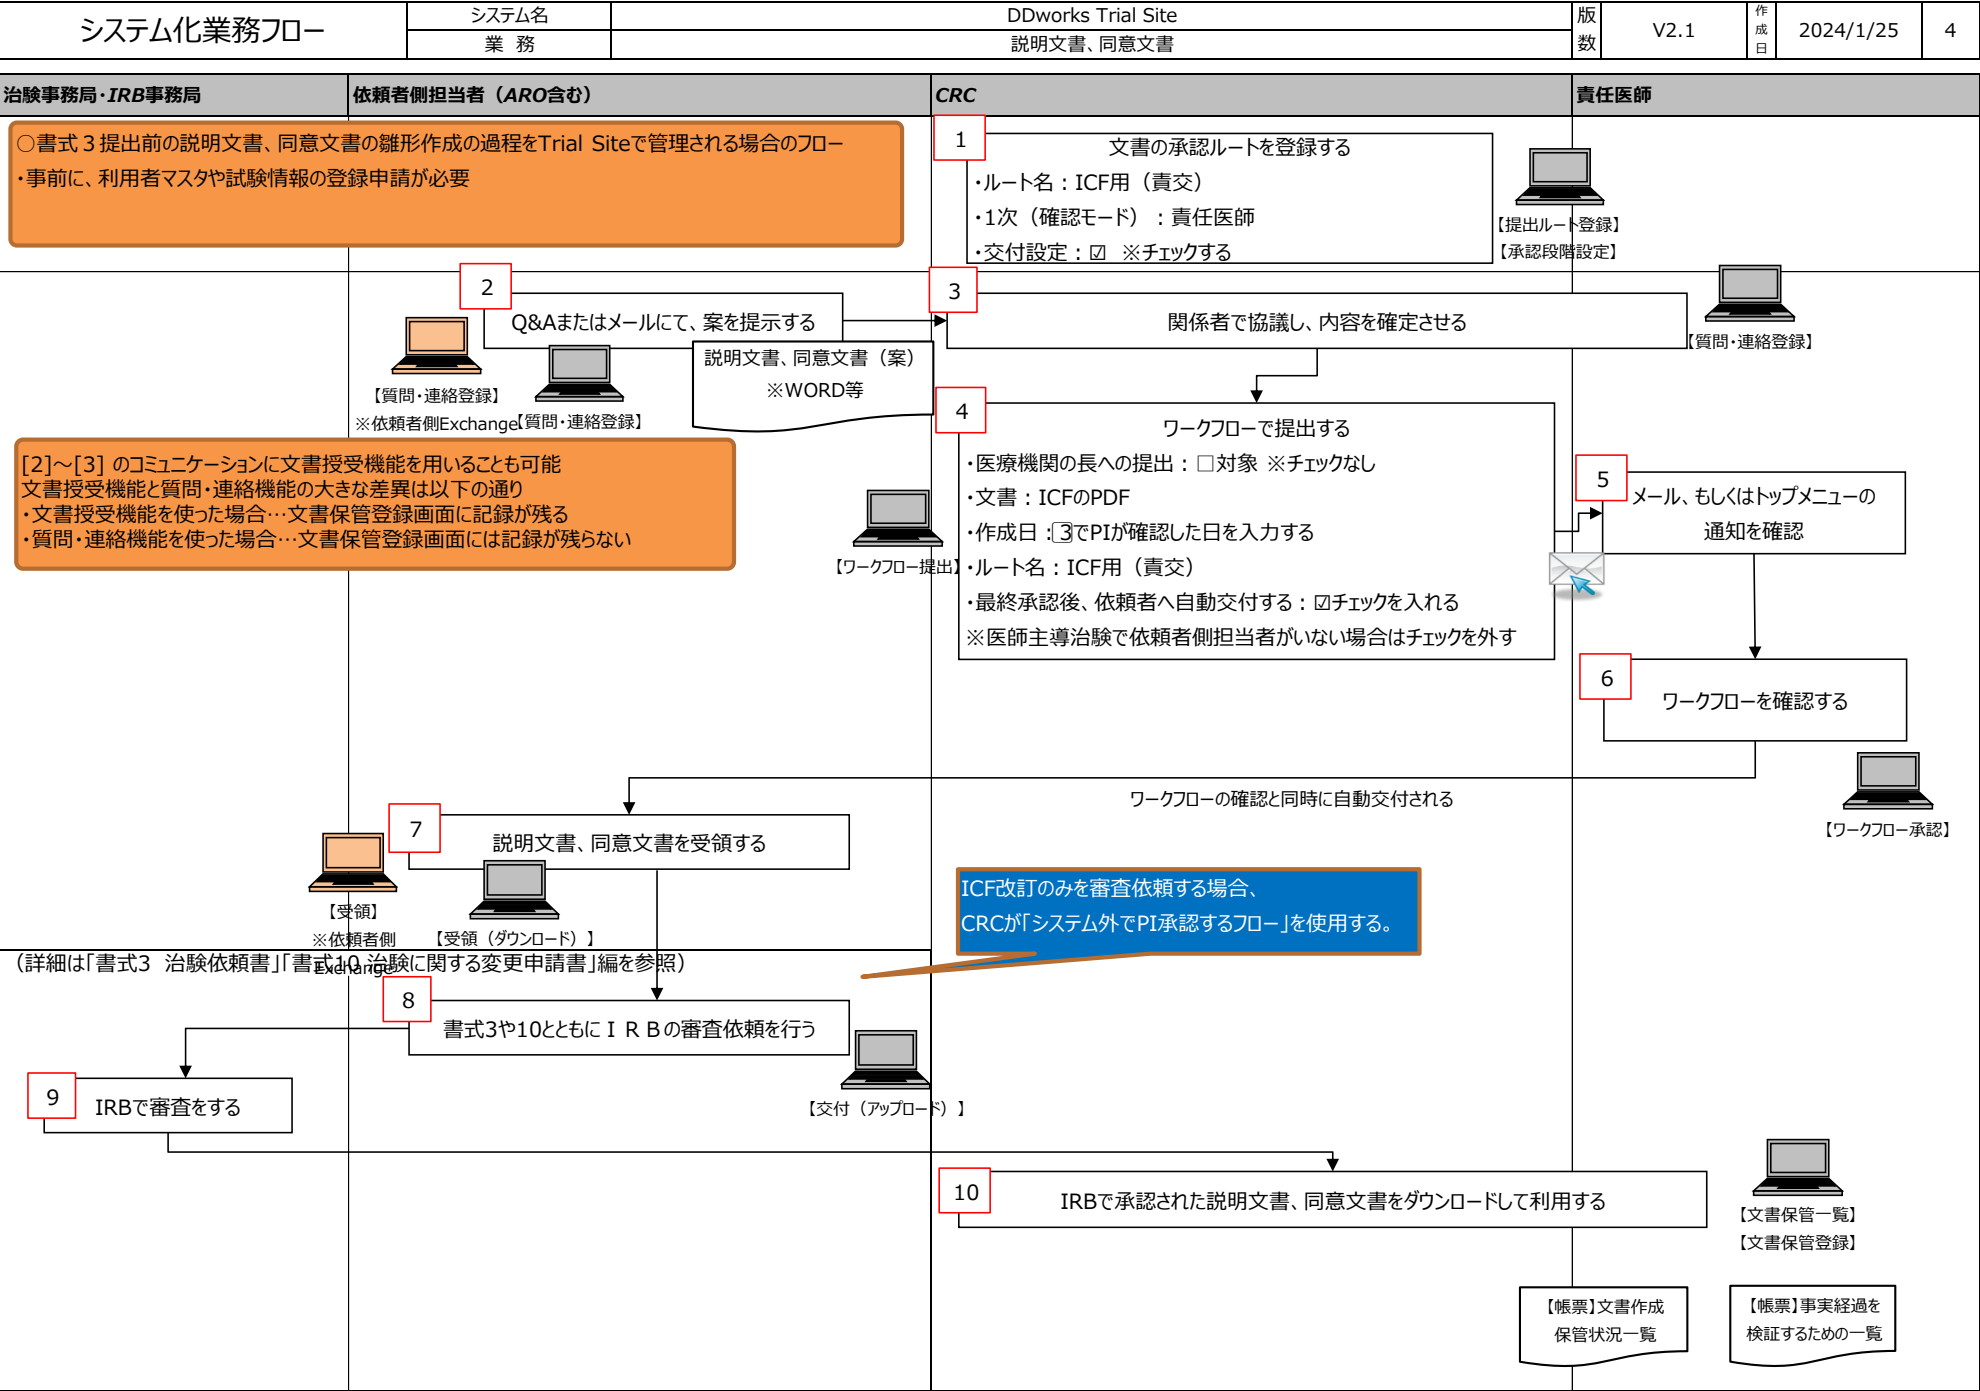 システム化業務フロー
システム名
DDworks Trial Site
業 務
説明文書、同意文書
版数
V2.1
作成日
2024/1/25
4
治験事務局・IRB事務局
依頼者側担当者（ARO含む）
CRC
責任医師
○書式３提出前の説明文書、同意文書の雛形作成の過程をTrial Siteで管理される場合のフロー
・事前に、利用者マスタや試験情報の登録申請が必要
1
文書の承認ルートを登録する
・ルート名：ICF用（責交）
・1次（確認モード）：責任医師
・交付設定：☑ ※チェックする
【提出ルート登録】
【承認段階設定】
2
Q&Aまたはメールにて、案を提示する
【質問・連絡登録】
※依頼者側Exchange
【質問・連絡登録】
説明文書、同意文書（案）
※WORD等
3
関係者で協議し、内容を確定させる
【質問・連絡登録】
[2]～[3] のコミュニケーションに文書授受機能を用いることも可能
文書授受機能と質問・連絡機能の大きな差異は以下の通り
・文書授受機能を使った場合…文書保管登録画面に記録が残る
・質問・連絡機能を使った場合…文書保管登録画面には記録が残らない
4
ワークフローで提出する
・医療機関の長への提出：□対象 ※チェックなし
・文書：ICFのPDF
・作成日：3でPIが確認した日を入力する
・ルート名：ICF用（責交）
・最終承認後、依頼者へ自動交付する：☑チェックを入れる
※医師主導治験で依頼者側担当者がいない場合はチェックを外す
【ワークフロー提出】
5
メール、もしくはトップメニューの
通知を確認
6
ワークフローを確認する
【ワークフロー承認】
ワークフローの確認と同時に自動交付される
7
説明文書、同意文書を受領する
【受領】
※依頼者側
Exchange
【受領（ダウンロード）】
ICF改訂のみを審査依頼する場合、
CRCが「システム外でPI承認するフロー」を使用する。
（詳細は「書式3 治験依頼書」「書式10 治験に関する変更申請書」編を参照）
8
書式3や10とともにＩＲＢの審査依頼を行う
【交付（アップロード）】
9
IRBで審査をする
10
IRBで承認された説明文書、同意文書をダウンロードして利用する
【文書保管一覧】
【文書保管登録】
【帳票】文書作成
保管状況一覧
【帳票】事実経過を
検証するための一覧